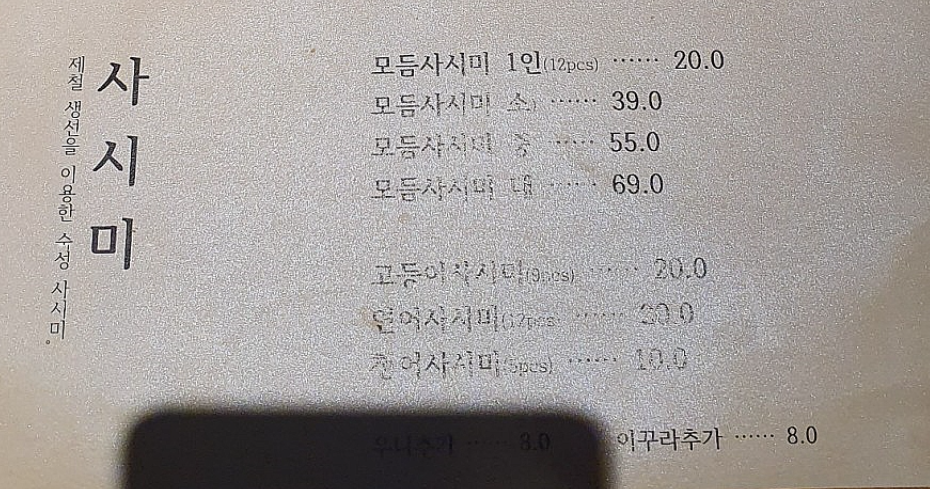 사시미
제철 생선을 이용한 수성 사시미.
모듬사시미 1인(12pcs) ...... 20.0
모듬사시미 소) ...... 39.0
모듬사시미 중 ...... 55.0
모듬사시미 대 ...... 69.0
고등어사시미(9pcs) ...... 20.0
연어사시미(12pcs) ......
어사시미(5pcs) ...... 10.0
우니추가 ...... 8.0
이꾸라추가 ...... 8.0